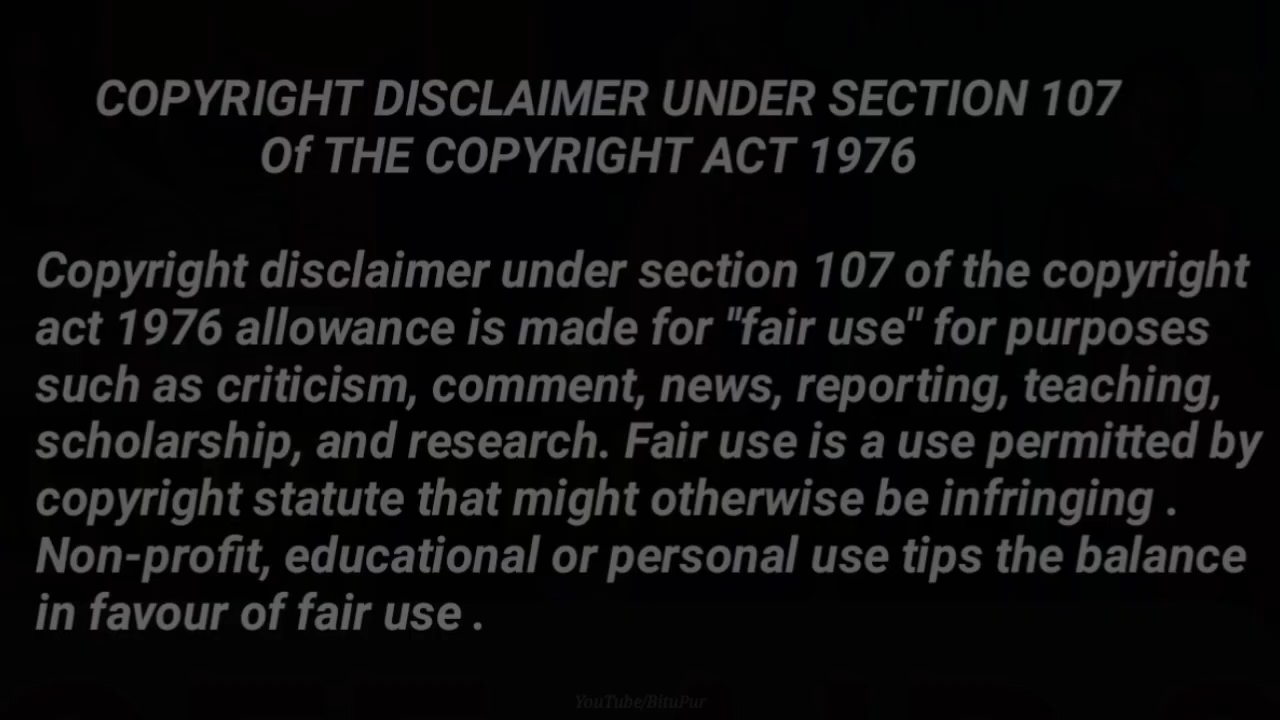 COPYRIGHT DISCLAIMER UNDER SECTION 107
Of THE COPYRIGHT ACT 1976
Copyright disclaimer under section 107 of the copyright
act 1976 allowance is made for "fair use" for purposes
such as criticism, comment, news, reporting, teaching,
scholarship, and research. Fair use is a use permitted by
copyright statute that might otherwise be infringing .
Non-profit, educational or personal use tips the balance
in favour of fair use .
YouTube/BituPur